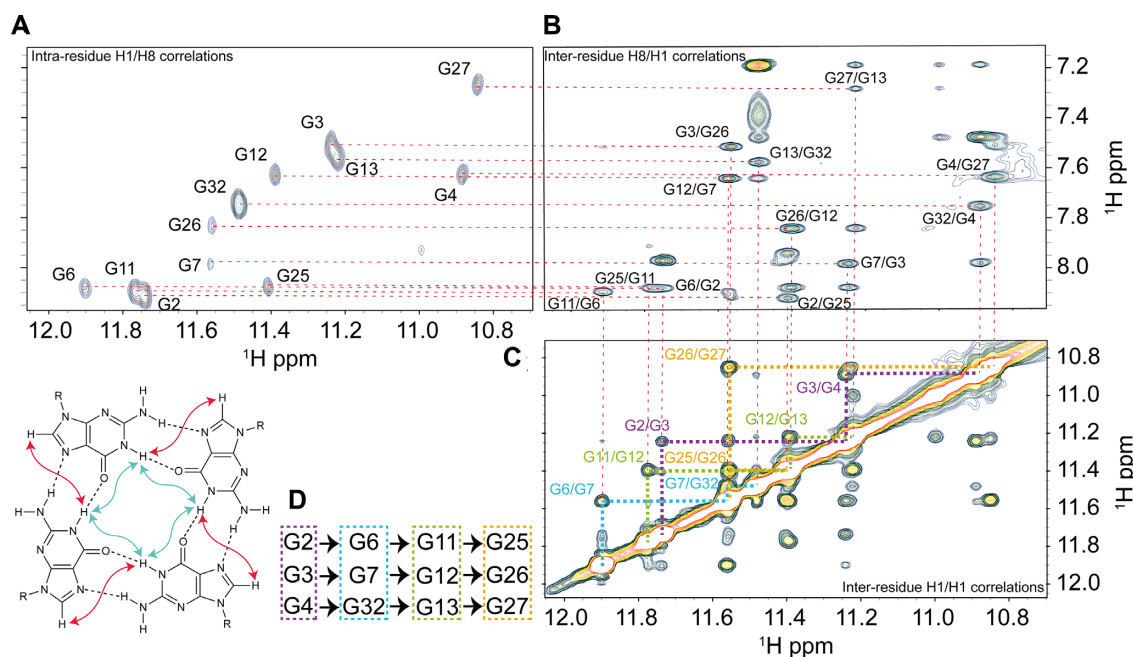 A
Intra-residue H1/H8 correlations
G27
G3
G12
G13
G32
G4
G26
G7
G6
G11
G25
G2
12.0 11.8 11.6 11.4 11.2 11.0 10.8
¹H ppm
B
Inter-residue H8/H1 correlations
G27/G13
G3/G26
G13/G32
G4/G27
G12/G7
G26/G12
G32/G4
G7/G3
G25/G11
G6/G2
G11/G6
G2/G25
7.2
7.4
7.6
7.8
8.0
¹H ppm
C
G26/G27
G3/G4
G2/G3
G12/G13
G11/G12
G25/G26
G6/G7
G7/G32
Inter-residue H1/H1 correlations
10.8
11.0
11.2
11.4
11.6
11.8
12.0
¹H ppm
12.0 11.8 11.6 11.4 11.2 11.0 10.8
¹H ppm
R
H
H
N
N
N
N
N
H
H
O
H
N
N
R
O
N
N
N
H
N
H
H
H
N
H
N
H
N
N
N
N
R
O
H
O
H
N
N
N
N
N
H
H
H
R
D
G2 → G6 → G11 → G25
G3 → G7 → G12 → G26
G4 → G32 → G13 → G27